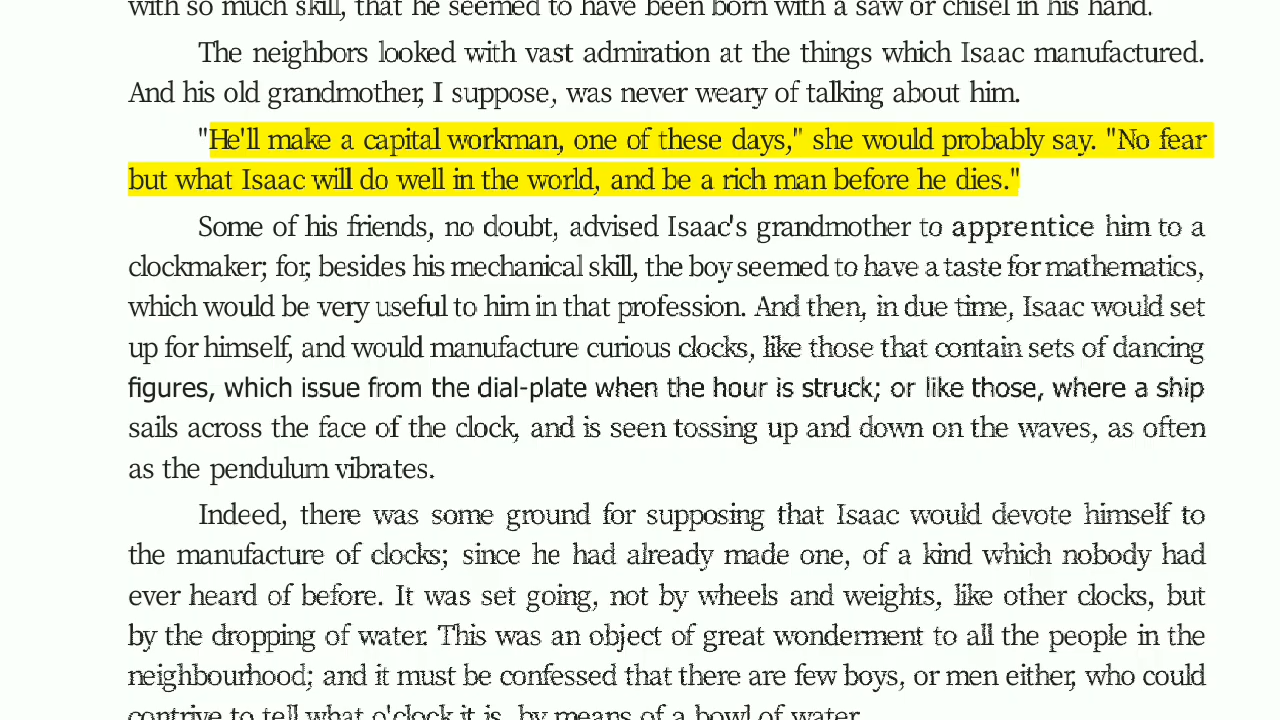 with so much skill, that he seemed to have been born with a saw or chisel in his hand.
The neighbors looked with vast admiration at the things which Isaac manufactured.
And his old grandmother, I suppose, was never weary of talking about him.
"He'll make a capital workman, one of these days," she would probably say. "No fear
but what Isaac will do well in the world, and be a rich man before he dies."
Some of his friends, no doubt, advised Isaac's grandmother to apprentice him to a
clockmaker; for, besides his mechanical skill, the boy seemed to have a taste for mathematics,
which would be very useful to him in that profession. And then, in due time, Isaac would set
up for himself, and would manufacture curious clocks, like those that contain sets of dancing
figures, which issue from the dial-plate when the hour is struck; or like those, where a ship
sails across the face of the clock, and is seen tossing up and down on the waves, as often
as the pendulum vibrates.
Indeed, there was some ground for supposing that Isaac would devote himself to
the manufacture of clocks; since he had already made one, of a kind which nobody had
ever heard of before. It was set going, not by wheels and weights, like other clocks, but
by the dropping of water. This was an object of great wonderment to all the people in the
neighbourhood; and it must be confessed that there are few boys, or men either, who could
contrive to tell what o'clock it is, by means of a bowl of water.